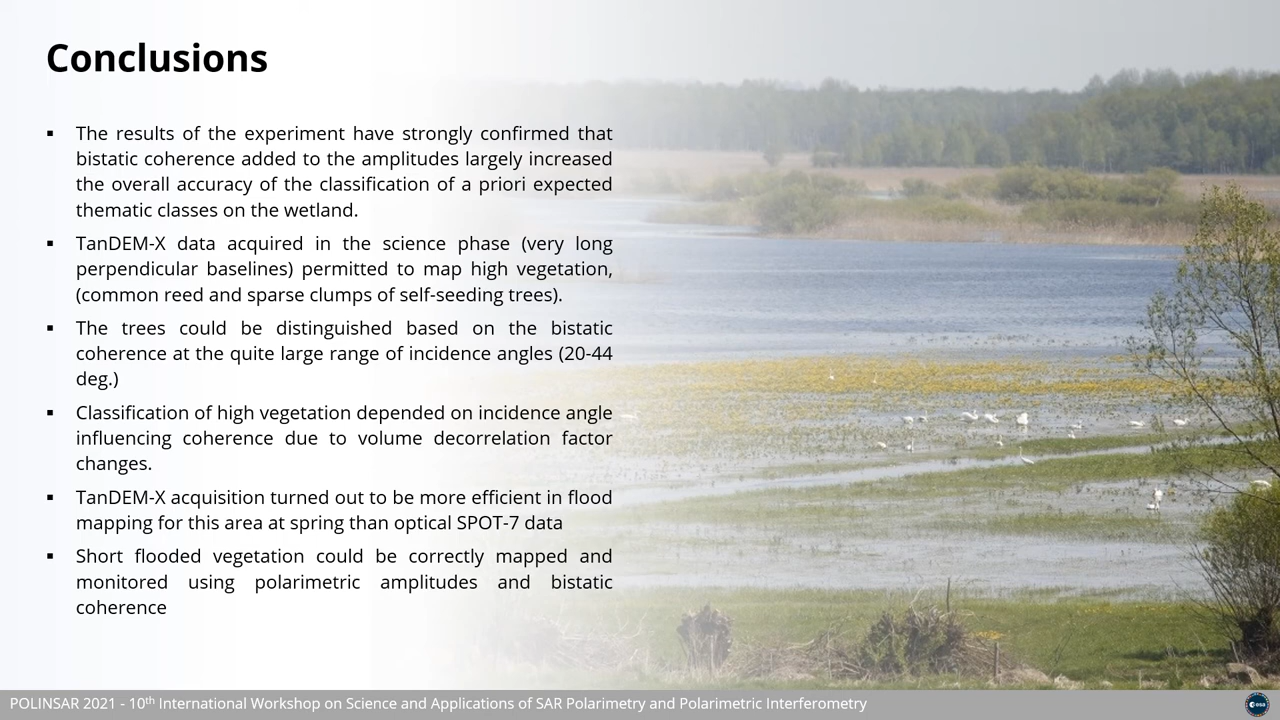 Conclusions
▪ The results of the experiment have strongly confirmed that
bistatic coherence added to the amplitudes largely increased
the overall accuracy of the classification of a priori expected
thematic classes on the wetland.
▪ TanDEM-X data acquired in the science phase (very long
perpendicular baselines) permitted to map high vegetation,
(common reed and sparse clumps of self-seeding trees).
▪ The trees could be distinguished based on the bistatic
coherence at the quite large range of incidence angles (20-44
deg.)
▪ Classification of high vegetation depended on incidence angle
influencing coherence due to volume decorrelation factor
changes.
▪ TanDEM-X acquisition turned out to be more efficient in flood
mapping for this area at spring than optical SPOT-7 data
▪ Short flooded vegetation could be correctly mapped and
monitored using polarimetric amplitudes and bistatic
coherence
POLINSAR 2021 - 10th International Workshop on Science and Applications of SAR Polarimetry and Polarimetric Interferometry
esa